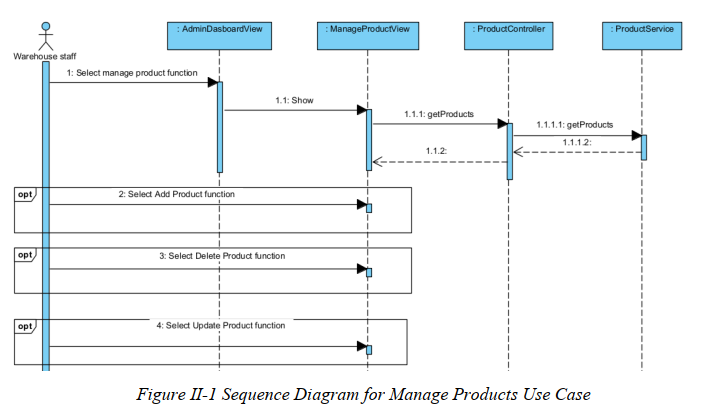 : AdminDasboardView
: ManageProductView
: ProductController
: ProductService
Warehouse staff
1: Select manage product function
1.1: Show
1.1.1: getProducts
1.1.1.1: getProducts
1.1.1.2:
1.1.2:
opt
2: Select Add Product function
opt
3: Select Delete Product function
opt
4: Select Update Product function
Figure II-1 Sequence Diagram for Manage Products Use Case